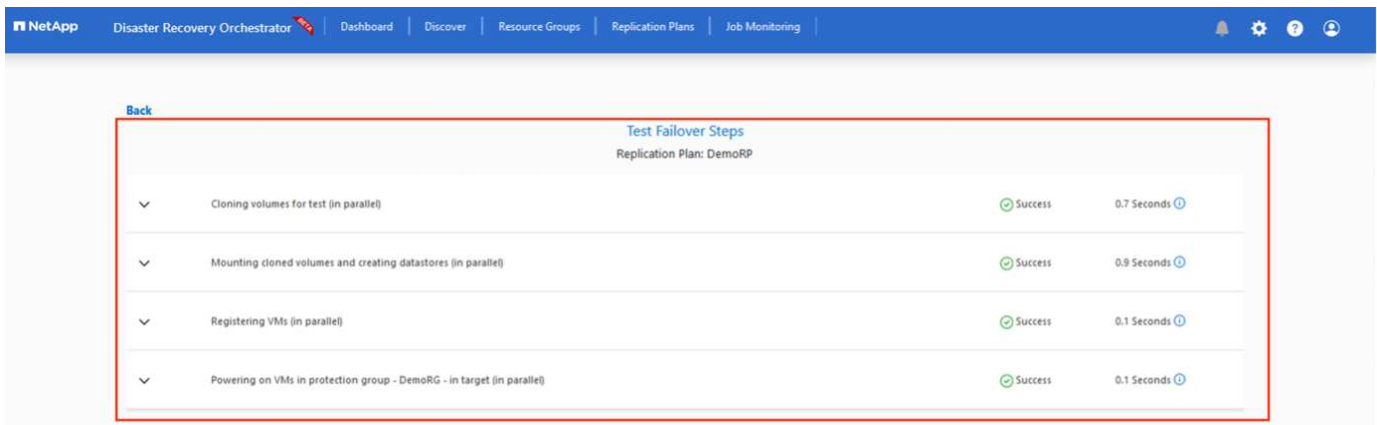 NetApp Disaster Recovery Orchestrator Dashboard Discover Resource Groups Replication Plans Job Monitoring
Back
Test Failover Steps
Replication Plan: DemoRP
Cloning volumes for test (in parallel) Success 0.7 Seconds
Mounting cloned volumes and creating datastores (in parallel) Success 0.9 Seconds
Registering VMs (in parallel) Success 0.1 Seconds
Powering on VMs in protection group - DemoRG - in target (in parallel) Success 0.1 Seconds